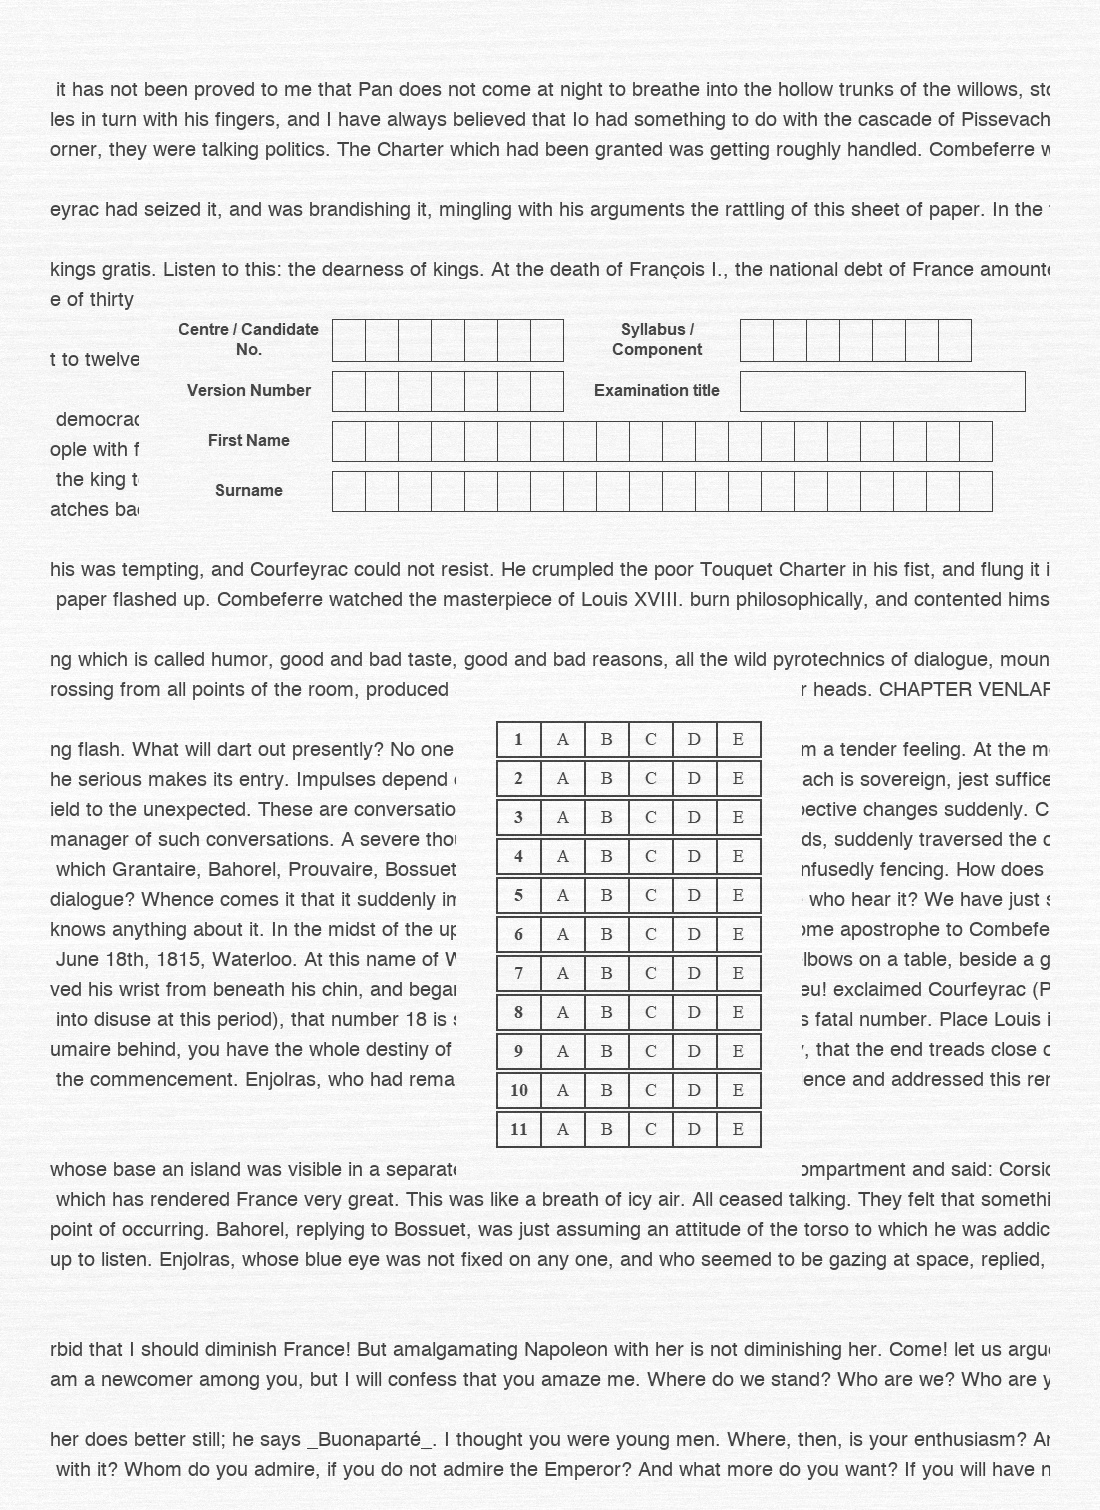 it has not been proved to me that Pan does not come at night to breathe into the hollow trunks of the willows,
les in turn with his fingers, and I have always believed that Io had something to do with the cascade of Pissevach
orner, they were talking politics. The Charter which had been granted was getting roughly handled. Combeferre
eyrac had seized it, and was brandishing it, mingling with his arguments the rattling of this sheet of paper. In the
kings gratis. Listen to this: the dearness of kings. At the death of François I., the national debt of France
e of thirty
Centre / Candidate No.
Syllabus / Component
t to twelve
Version Number
Examination title
democrac
First Name
ople with
the king
Surname
atches
his was tempting, and Courfeyrac could not resist. He crumpled the poor Touquet Charter in his fist, and flung it i
paper flashed up. Combeferre watched the masterpiece of Louis XVIII. burn philosophically, and contented hims
ng which is called humor, good and bad taste, good and bad reasons, all the wild pyrotechnics of dialogue, moun
rossing from all points of the room, produced r heads. CHAPTER
1 A B C D E
ng flash. What will dart out presently? No one m a tender feeling. At the
2 A B C D E
he serious makes its entry. Impulses depend ach is sovereign, jest suffice
3 A B C D E
ield to the unexpected. These are conversatio pective changes suddenly. C
4 A B C D E
manager of such conversations. A severe thou ds, suddenly traversed the
5 A B C D E
which Grantaire, Bahorel, Prouvaire, Bossuet nfusedly fencing. How does
dialogue? Whence comes it that it suddenly who hear it? We have just
6 A B C D E
knows anything about it. In the midst of the up ome apostrophe to Combefe
7 A B C D E
June 18th, 1815, Waterloo. At this name of lbows on a table, beside a g
8 A B C D E
ved his wrist from beneath his chin, and began eu! exclaimed Courfeyrac (P
into disuse at this period), that number 18 is s fatal number. Place Louis
9 A B C D E
umaire behind, you have the whole destiny of that the end treads close
10 A B C D E
the commencement. Enjolras, who had rema ence and addressed this
11 A B C D E
whose base an island was visible in a separate ompartment and said:
which has rendered France very great. This was like a breath of icy air. All ceased talking. They felt that somethi
point of occurring. Bahorel, replying to Bossuet, was just assuming an attitude of the torso to which he was addic
up to listen. Enjolras, whose blue eye was not fixed on any one, and who seemed to be gazing at space, replied,
rbid that I should diminish France! But amalgamating Napoleon with her is not diminishing her. Come! let us
am a newcomer among you, but I will confess that you amaze me. Where do we stand? Who are we? Who are
her does better still; he says _Buonaparté_. I thought you were young men. Where, then, is your enthusiasm?
with it? Whom do you admire, if you do not admire the Emperor? And what more do you want? If you will have